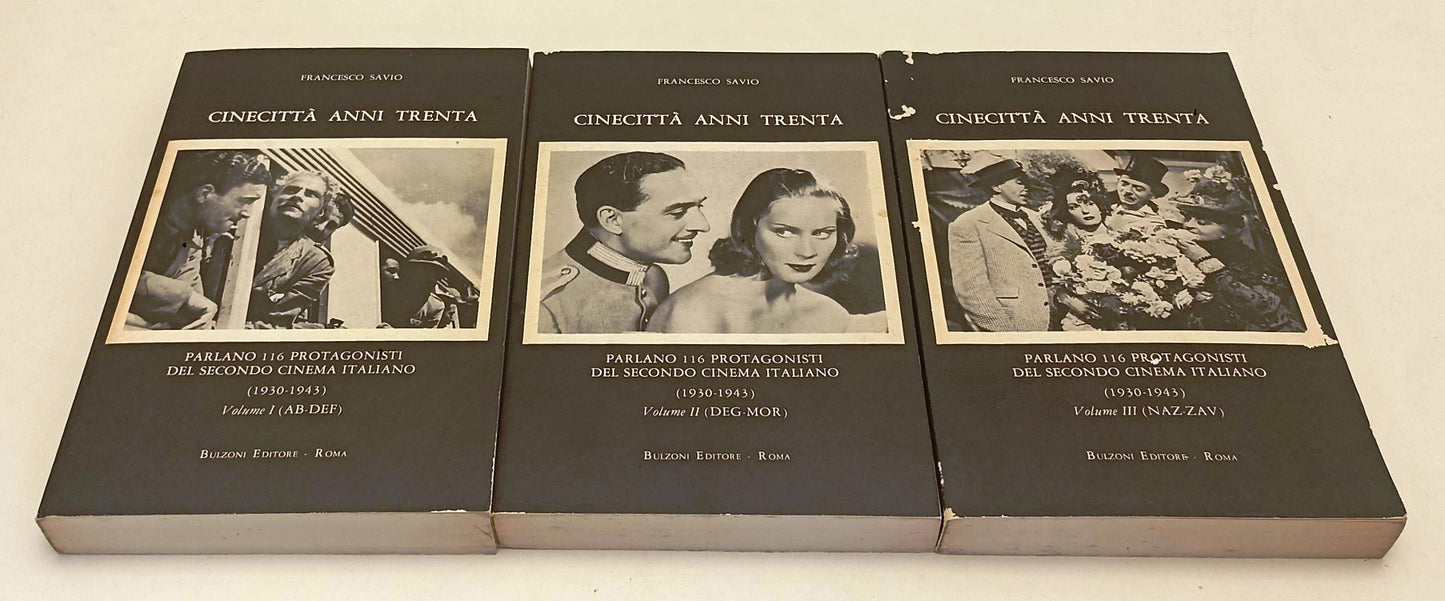 FRANCESCO SAVIO
CINECITTÀ ANNI TRENTA
PARLANO 116 PROTAGONISTI
DEL SECONDO CINEMA ITALIANO
(1930-1943)
Volume I (AB-DEF)
BULZONI EDITORE - ROMA
FRANCESCO SAVIO
CINECITTÀ ANNI TRENTA
PARLANO 116 PROTAGONISTI
DEL SECONDO CINEMA ITALIANO
(1930-1943)
Volume II (DEG-MOR)
BULZONI EDITORE - ROMA
FRANCESCO SAVIO
CINECITTÀ ANNI TRENTA
PARLANO 116 PROTAGONISTI
DEL SECONDO CINEMA ITALIANO
(1930-1943)
Volume III (NAZ-ZAV)
BULZONI EDITORE - ROMA